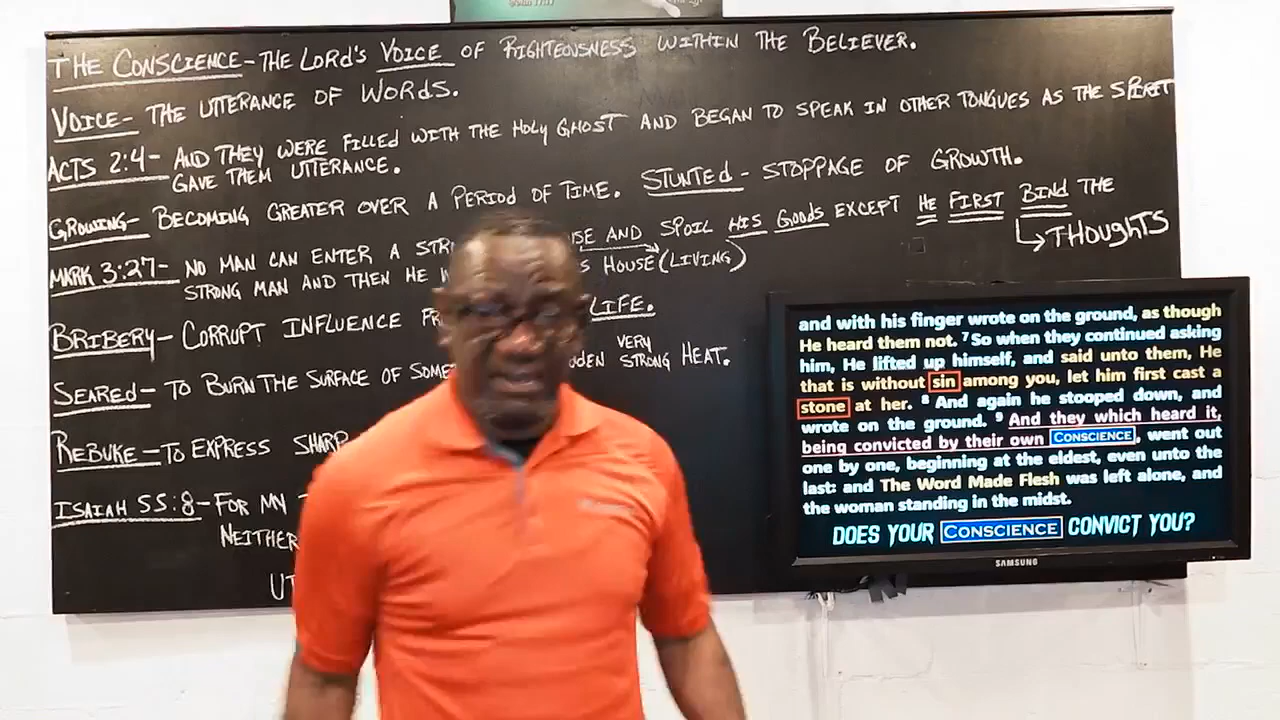 THE CONSCIENCE - THE LORD'S VOICE OF RIGHTEOUSNESS WITHIN THE BELIEVER.
VOICE - THE UTTERANCE OF WORDS.
ACTS 2:4 - AND THEY WERE FILLED WITH THE HOLY GHOST AND BEGAN TO SPEAK IN OTHER TONGUES AS THE SPIRIT
GAVE THEM UTTERANCE.
GROWING - BECOMING GREATER OVER A PERIOD OF TIME. STUNTED - STOPPAGE OF GROWTH.
MARK 3:27 - NO MAN CAN ENTER A AND SPOIL HIS GOODS EXCEPT HE FIRST BIND THE
STRONG MAN AND THEN HE HOUSE (LIVING)
THOUGHTS
BRIBERY - CORRUPT INFLUENCE LIFE.
SEARED - TO BURN THE SURFACE OF VERY STRONG HEAT.
REBUKE - TO EXPRESS SHARP
ISAIAH 55:8 - FOR MY
NEITHER
and with his finger wrote on the ground, as though
He heard them not. 7 So when they continued asking
him, He lifted up himself, and said unto them, He
that is without sin among you, let him first cast a
stone at her. 8 And again he stooped down, and
wrote on the ground. 9 And they which heard it,
being convicted by their own CONSCIENCE, went out
one by one, beginning at the eldest, even unto the
last: and The Word Made Flesh was left alone, and
the woman standing in the midst.
DOES YOUR CONSCIENCE CONVICT YOU?
SAMSUNG